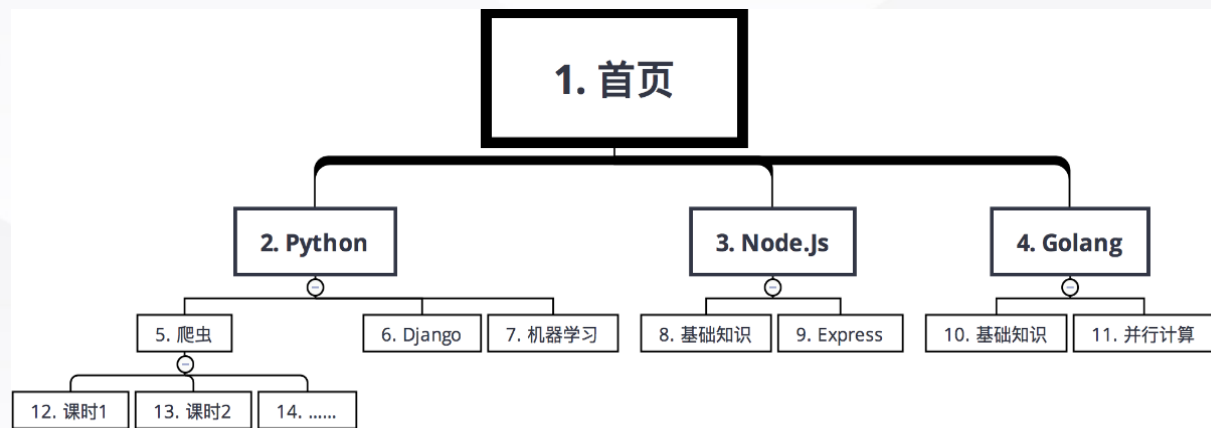 1. 首页
2. Python
3. Node.Js
4. Golang
5. 爬虫
6. Django
7. 机器学习
8. 基础知识
9. Express
10. 基础知识
11. 并行计算
12. 课时1
13. 课时2
14. ……